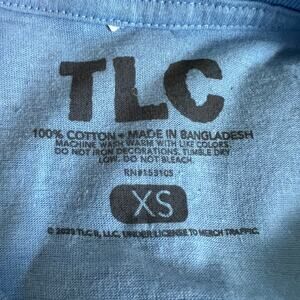 TLC
100% COTTON • MADE IN BANGLADESH
MACHINE WASH WARM WITH LIKE COLORS.
DO NOT IRON DECORATIONS. TUMBLE DRY
LOW. DO NOT BLEACH.
RN#153105
XS
© 2023 TLC II, LLC. UNDER LICENSE TO MERCH TRAFFIC.